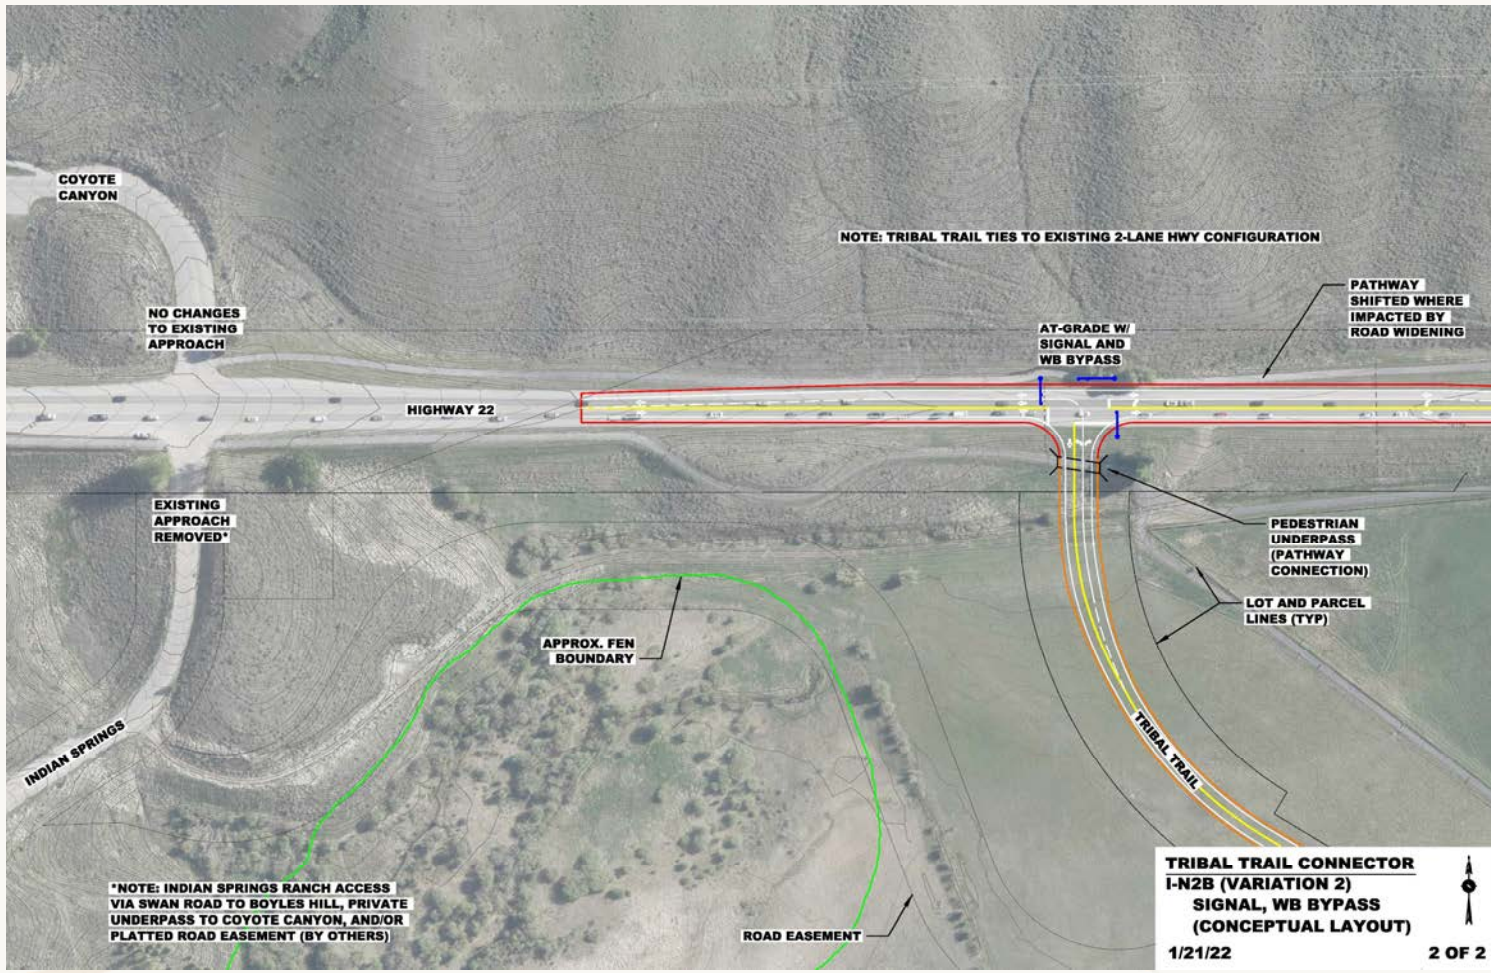 COYOTE
CANYON
NOTE: TRIBAL TRAIL TIES TO EXISTING 2-LANE HWY CONFIGURATION
PATHWAY
SHIFTED WHERE
IMPACTED BY
ROAD WIDENING
NO CHANGES
TO EXISTING
APPROACH
AT-GRADE W/
SIGNAL AND
WB BYPASS
HIGHWAY 22
EXISTING
APPROACH
REMOVED*
PEDESTRIAN
UNDERPASS
(PATHWAY
CONNECTION)
LOT AND PARCEL
LINES (TYP)
APPROX. FEN
BOUNDARY
INDIAN SPRINGS
TRIBAL TRAIL
*NOTE: INDIAN SPRINGS RANCH ACCESS
VIA SWAN ROAD TO BOYLES HILL, PRIVATE
UNDERPASS TO COYOTE CANYON, AND/OR
PLATTED ROAD EASEMENT (BY OTHERS)
ROAD EASEMENT
TRIBAL TRAIL CONNECTOR
I-N2B (VARIATION 2)
SIGNAL, WB BYPASS
(CONCEPTUAL LAYOUT)
1/21/22
2 OF 2